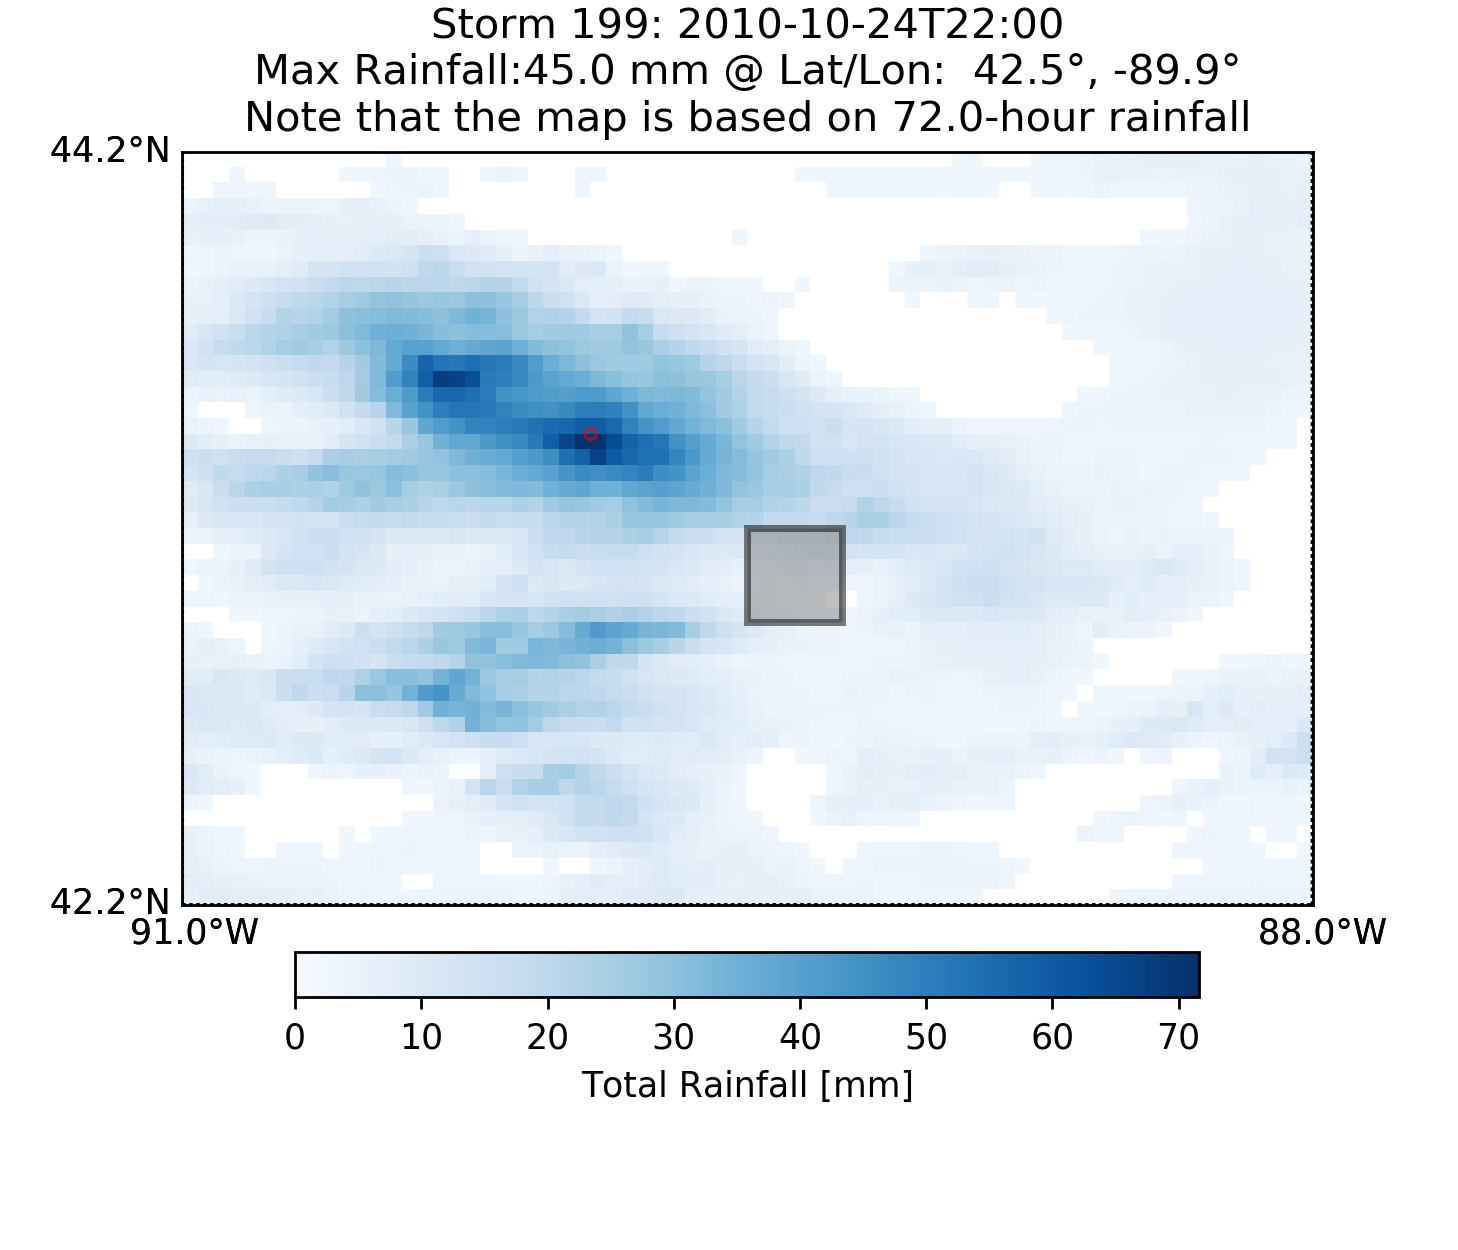 Storm 199: 2010-10-24T22:00
Max Rainfall:45.0 mm @ Lat/Lon:  42.5°, -89.9°
Note that the map is based on 72.0-hour rainfall
44.2°N
42.2°N
91.0°W 88.0°W
0 10 20 30 40 50 60 70
Total Rainfall [mm]